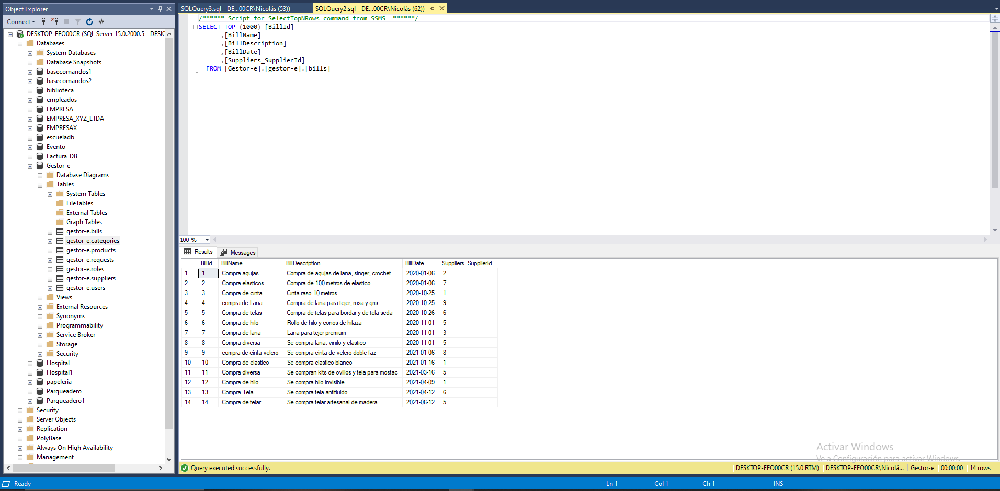 Object Explorer
Connect
DESKTOP-EFO00CR (SQL Server 15.0.2000.5 - DESK
Databases
System Databases
Database Snapshots
basecomandos1
basecomandos2
biblioteca
empleados
EMPRESA
EMPRESA_XYZ_LTDA
EMPRESAX
escueladb
Evento
Factura_DB
Gestor-e
Database Diagrams
Tables
System Tables
FileTables
External Tables
Graph Tables
gestor-e.bills
gestor-e.categories
gestor-e.products
gestor-e.requests
gestor-e.roles
gestor-e.suppliers
gestor-e.users
Views
External Resources
Synonyms
Programmability
Service Broker
Storage
Security
Hospital
Hospital1
papeleria
Parqueadero
Parqueadero1
Security
Server Objects
Replication
PolyBase
Always On High Availability
Management
SQLQuery3.sql - DE...00CR\Nicolás (53))
SQLQuery2.sql - DE...00CR\Nicolás (62))
/****** Script for SelectTopNRows command from SSMS  ******/
SELECT TOP (1000) [BillId]
,[BillName]
,[BillDescription]
,[BillDate]
,[Suppliers_SupplierId]
FROM [Gestor-e].[gestor-e].[bills]
100 %
Results Messages
BillId BillName BillDescription BillDate Suppliers_SupplierId
1 1 Compra agujas Compra de agujas de lana, singer, crochet 2020-01-06 2
2 2 Compra elasticos Compra de 100 metros de elastico 2020-01-06 7
3 3 Compra de cinta Cinta raso 10 metros 2020-10-25 1
4 4 compra de Lana Compra de lana para tejer, rosa y gris 2020-10-25 9
5 5 Compra de telas Compra de telas para bordar y de tela seda 2020-10-26 6
6 6 Compra de hilo Rollo de hilo y conos de hilaza 2020-11-01 5
7 7 Compra de lana Lana para tejer premium 2020-11-01 3
8 8 Compra diversa Se compra lana, vinilo y elastico 2020-11-01 5
9 9 compra de cinta velcro Se compra cinta de velcro doble faz 2021-01-06 8
10 10 Compra de elastico Se compra elastico blanco 2021-01-16 1
11 11 Compra diversa Se compran kits de ovillos y tela para mostac 2021-03-16 5
12 12 Compra de hilo Se compra hilo invisible 2021-04-09 1
13 13 Compra Tela Se compra tela antifluido 2021-04-12 6
14 14 Compra de telar Se compra telar artesanal de madera 2021-06-12 5
Activar Windows
Ve a Configuración para activar Windows.
Query executed successfully.
DESKTOP-EFO00CR (15.0 RTM) DESKTOP-EFO00CR\Nicolá... Gestor-e 00:00:00 14 rows
Ready
Ln 1 Col 1 Ch 1 INS